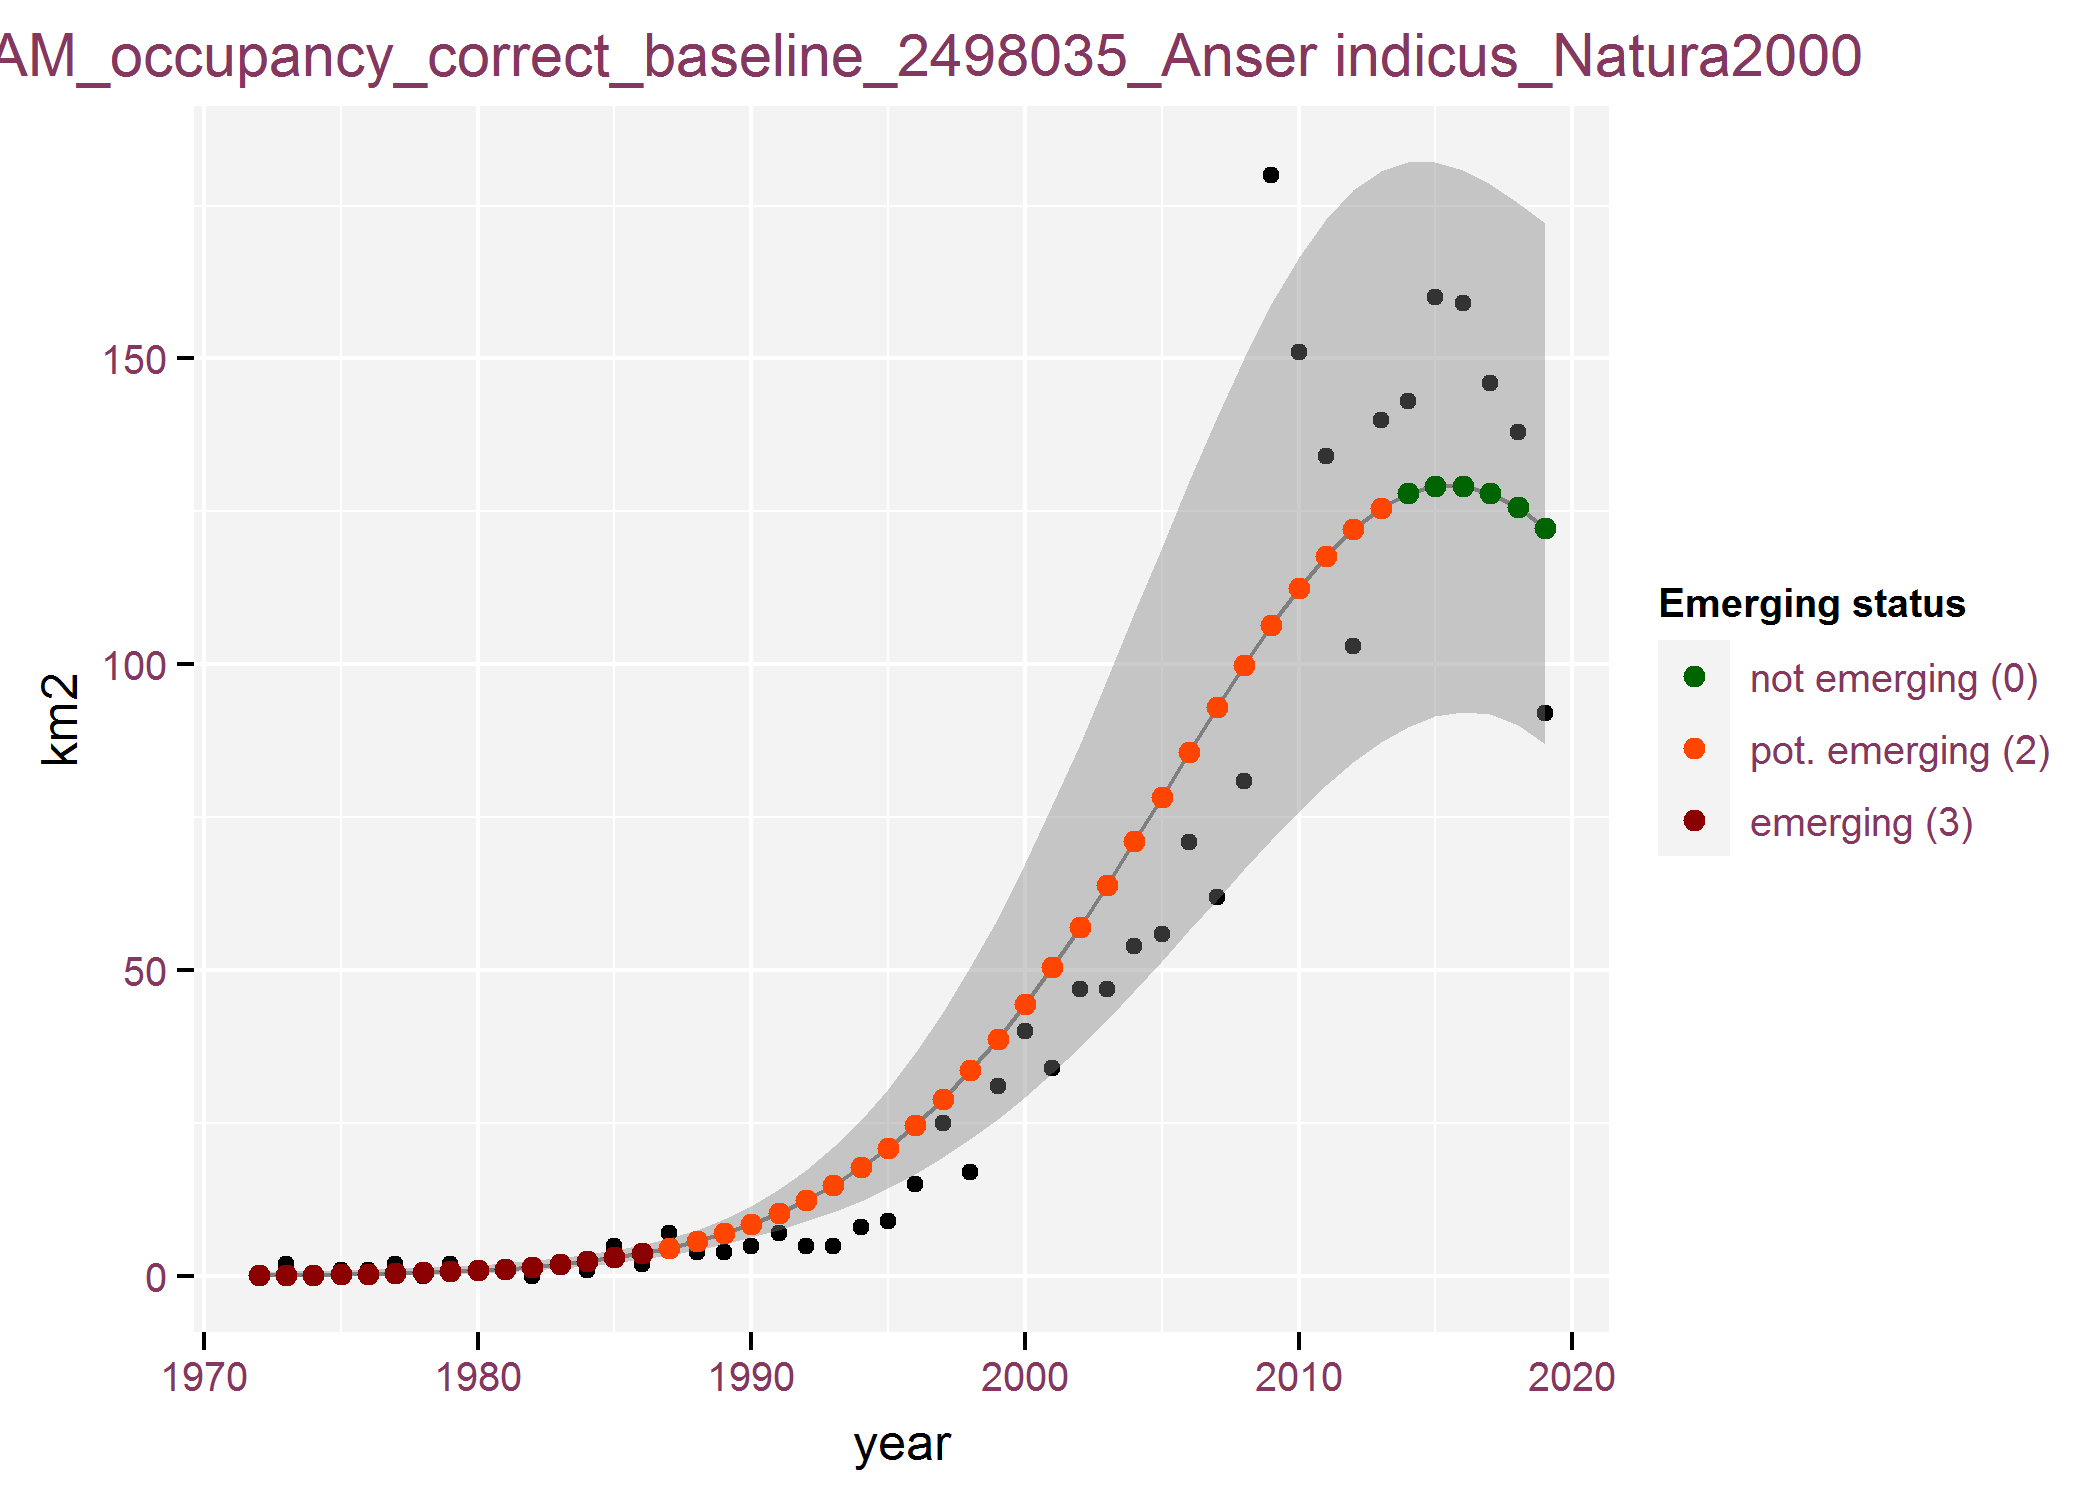 AM_occupancy_correct_baseline_2498035_Anser indicus_Natura2000
150
100
50
0
km2
1970 1980 1990 2000 2010 2020
year
Emerging status
not emerging (0)
pot. emerging (2)
emerging (3)